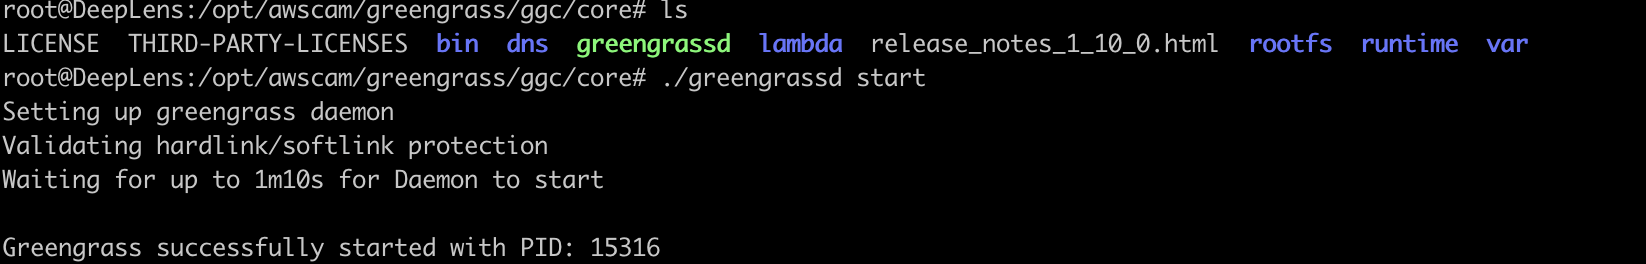 root@DeepLens:/opt/awscam/greengrass/ggc/core# ls
LICENSE  THIRD-PARTY-LICENSES  bin  dns  greengrassd  lambda  release_notes_1_10_0.html  rootfs  runtime  var
root@DeepLens:/opt/awscam/greengrass/ggc/core# ./greengrassd start
Setting up greengrass daemon
Validating hardlink/softlink protection
Waiting for up to 1m10s for Daemon to start
Greengrass successfully started with PID: 15316